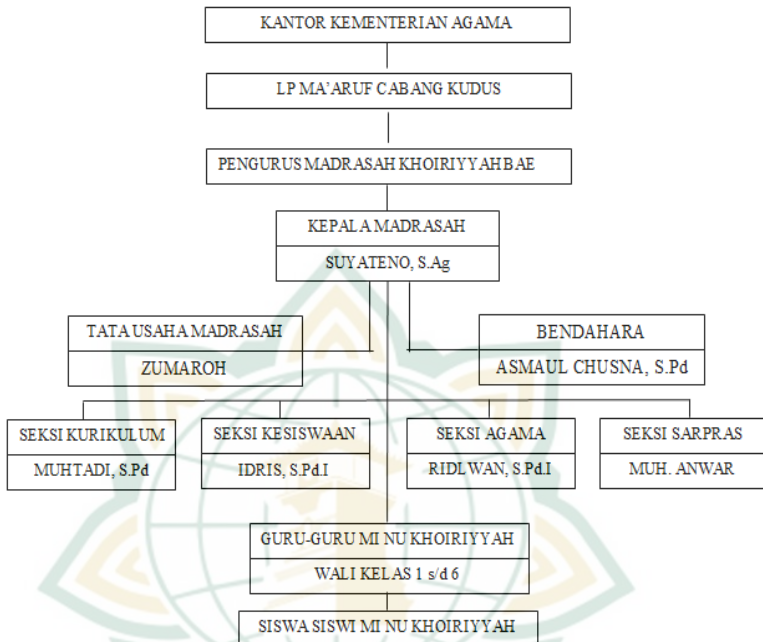 KANTOR KEMENTERIAN AGAMA
LP MA'ARUF CABANG KUDUS
PENGURUS MADRASAH KHOIRIYYAH BAE
KEPALA MADRASAH
SUYATENO, S.Ag
TATA USAHA MADRASAH
ZUMAROH
BENDAHARA
ASMAUL CHUSNA, S.Pd
SEKSI KURIKULUM
MUHTADI, S.Pd
SEKSI KESISWAAN
IDRIS, S.Pd.I
SEKSI AGAMA
RIDLWAN, S.Pd.I
SEKSI SARPRAS
MUH. ANWAR
GURU-GURU MI NU KHOIRIYYAH
WALI KELAS 1 s/d 6
SISWA SISWI MI NU KHOIRIYYAH